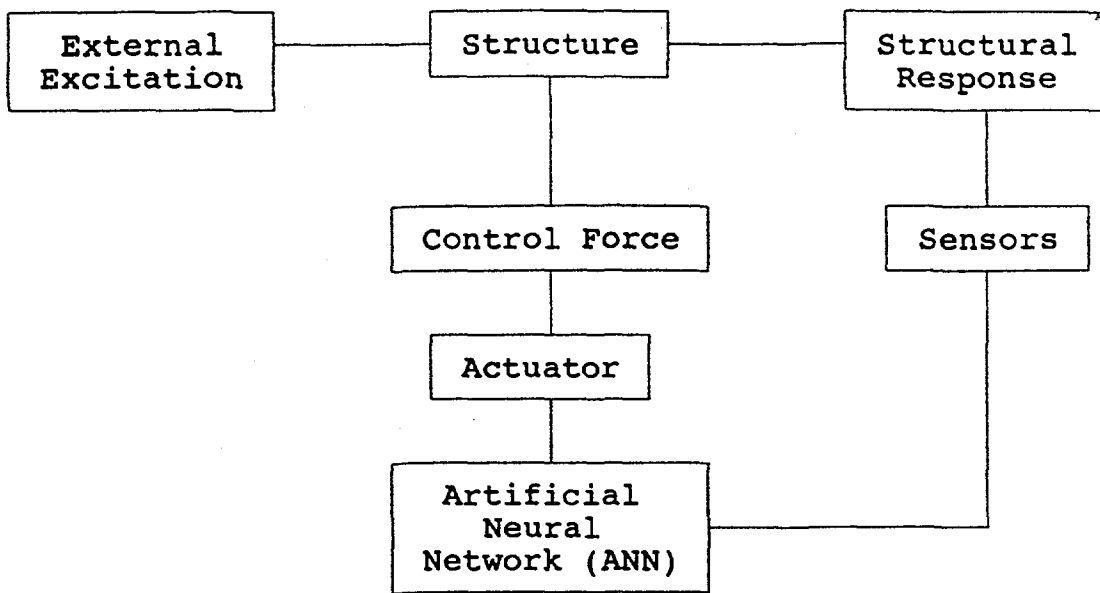 External
Excitation
Structure
Structural
Response
Control Force
Sensors
Actuator
Artificial
Neural
Network (ANN)